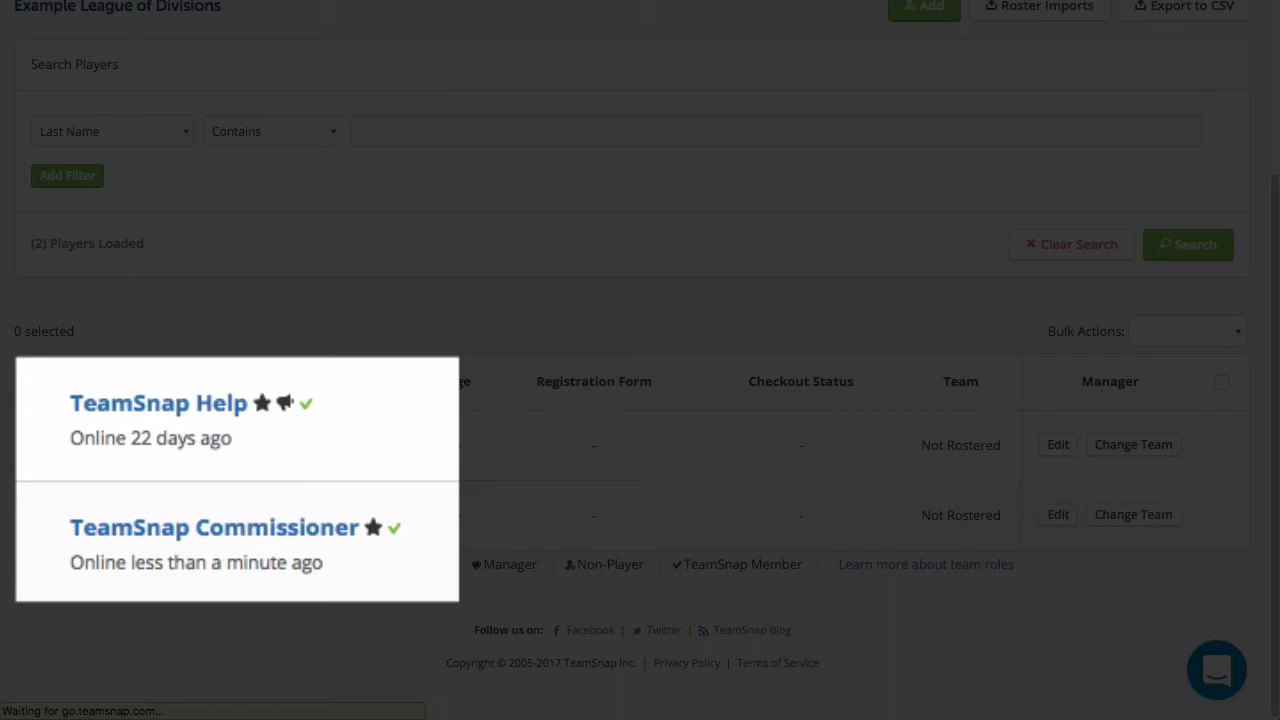 Example League of Divisions
Add
Roster Imports
Export to CSV
Search Players
Last Name
Contains
Add Filter
(2) Players Loaded
Clear Search
Search
0 selected
Bulk Actions:
Registration Form
Checkout Status
Team
Manager
TeamSnap Help
Online 22 days ago
-
-
Not Rostered
Edit
Change Team
TeamSnap Commissioner
Online less than a minute ago
-
-
Not Rostered
Edit
Change Team
Manager
Non-Player
TeamSnap Member
Learn more about team roles
Follow us on: Facebook | Twitter | TeamSnap Blog
Copyright © 2005-2017 TeamSnap Inc. | Privacy Policy | Terms of Service
Waiting for go.teamsnap.com...